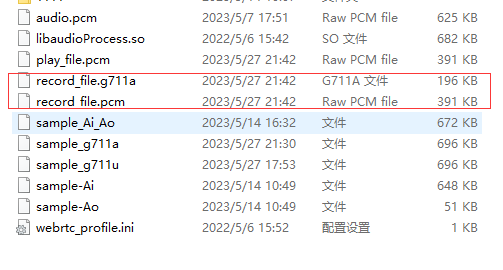 audio.pcm 2023/5/7 17:51 Raw PCM file 625 KB
libaudioProcess.so 2022/5/6 15:42 SO 文件 682 KB
play_file.pcm 2023/5/27 21:42 Raw PCM file 391 KB
record_file.g711a 2023/5/27 21:42 G711A 文件 196 KB
record_file.pcm 2023/5/27 21:42 Raw PCM file 391 KB
sample_Ai_Ao 2023/5/14 16:32 文件 672 KB
sample_g711a 2023/5/27 21:30 文件 696 KB
sample_g711u 2023/5/27 17:53 文件 696 KB
sample-Ai 2023/5/14 10:49 文件 648 KB
sample-Ao 2023/5/14 10:49 文件 51 KB
webrtc_profile.ini 2022/5/6 15:52 配置设置 1 KB